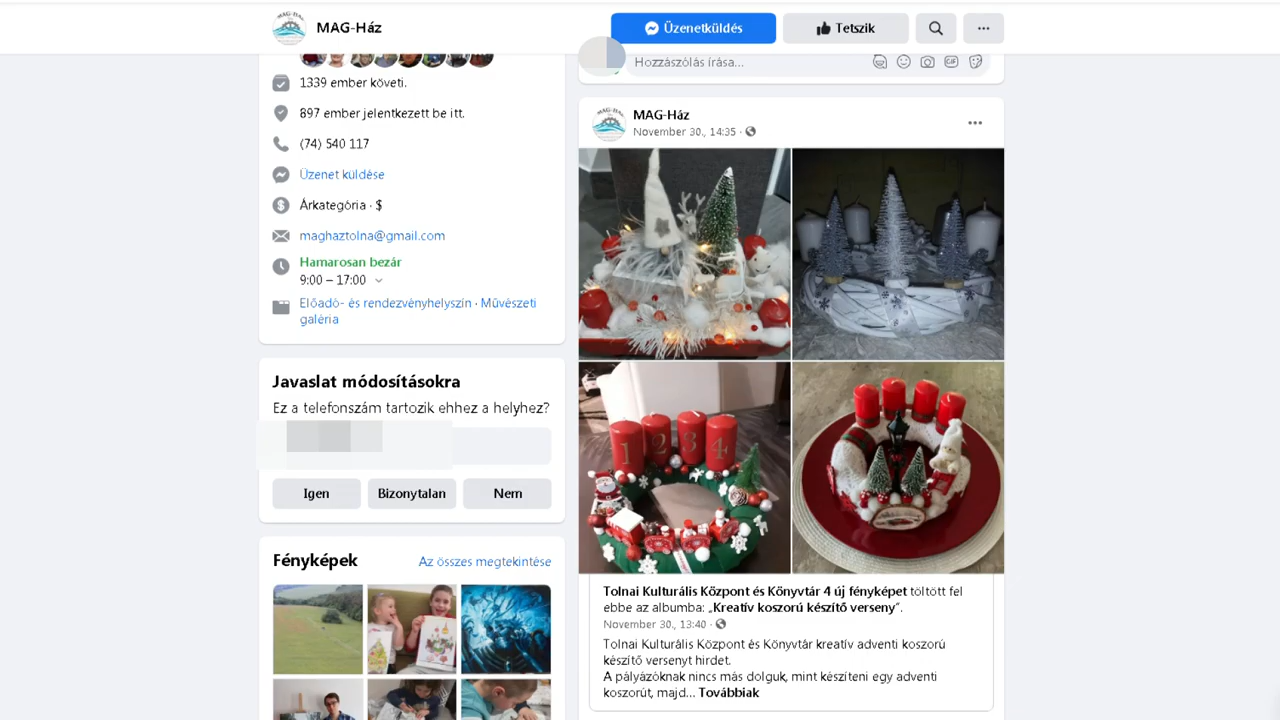 MAG-Ház
Üzenetküldés
Tetszik
1339 ember követi.
897 ember jelentkezett be itt.
(74) 540 117
Üzenet küldése
Árkategória · $
maghaztolna@gmail.com
Hamarosan bezár
9:00 – 17:00
Előadó- és rendezvényhelyszín · Művészeti
galéria
Javaslat módosításokra
Ez a telefonszám tartozik ehhez a helyhez?
Igen
Bizonytalan
Nem
Fényképek
Az összes megtekintése
Hozzászólás írása...
GIF
MAG-Ház
November 30., 14:35 ·
1 2 3 4
Tolnai Kulturális Központ és Könyvtár 4 új fényképet töltött fel
ebbe az albumba: „Kreatív koszorú készítő verseny”.
November 30., 13:40 ·
Tolnai Kulturális Központ és Könyvtár kreatív adventi koszorú
készítő versenyt hirdet.
A pályázóknak nincs más dolguk, mint készíteni egy adventi
koszorút, majd... Továbbiak